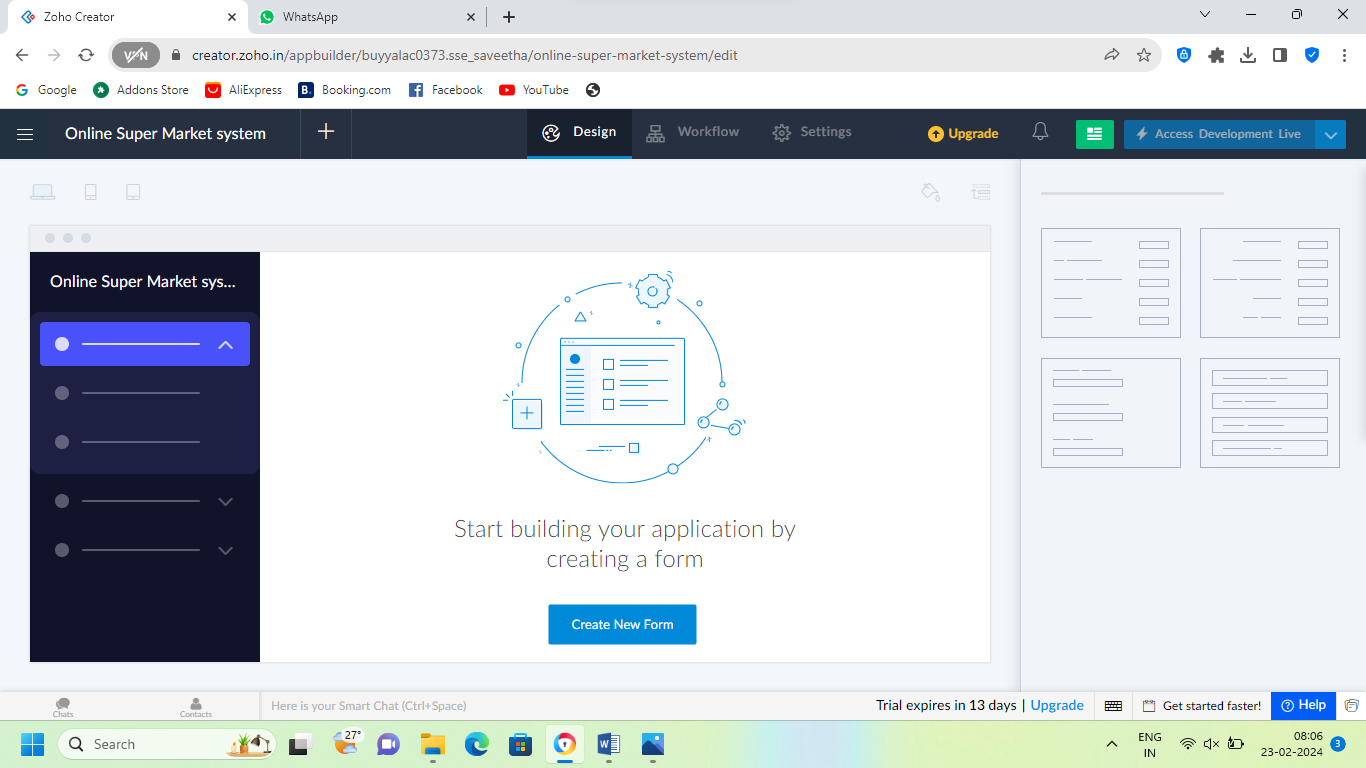 Zoho Creator
WhatsApp
VPN
creator.zoho.in/appbuilder/buyyalac0373.sse_saveetha/online-super-market-system/edit
Google
Addons Store
AliExpress
B.
Booking.com
Facebook
YouTube
Online Super Market system
Design
Workflow
Settings
Upgrade
Access Development Live
Online Super Market sys...
Start building your application by
creating a form
Create New Form
Chats
Contacts
Here is your Smart Chat (Ctrl+Space)
Trial expires in 13 days | Upgrade
Get started faster!
Help
Search
27°
ENG
IN
08:06
23-02-2024
3